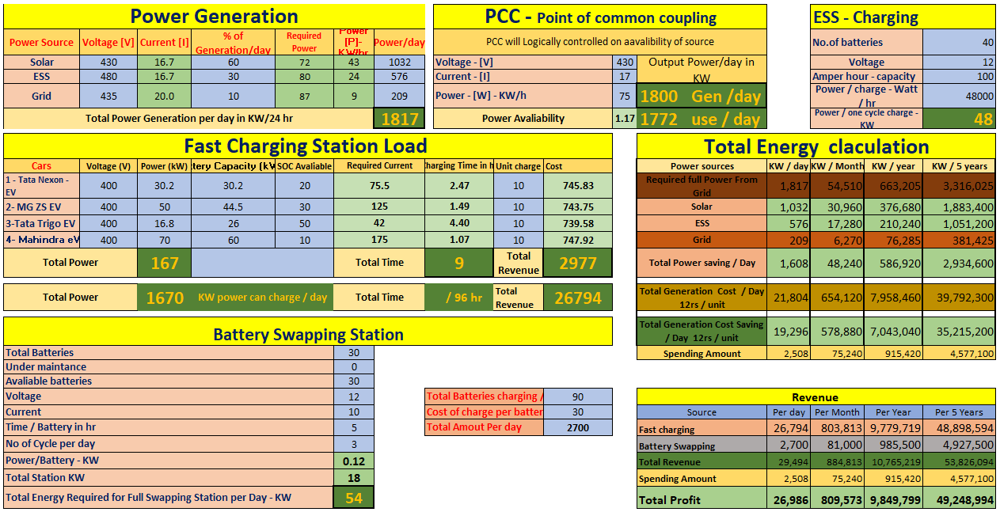 Power Generation
Power Source Voltage [V] Current [I] % of Generation/day Required Power Power [P]- KW/hr Power/day
Solar 430 16.7 60 72 43 1032
ESS 480 16.7 30 80 24 576
Grid 435 20.0 10 87 9 209
Total Power Generation per day in KW/24 hr 1817
PCC - Point of common coupling
PCC will Logically controlled on aavalibility of source
Voltage - [V] 430 Output Power/day in KW
Current - [I] 17
Power - [W] - KW/h 75 1800 Gen /day
Power Avaliability 1.17 1772 use / day
ESS - Charging
No.of batteries 40
Voltage 12
Amper hour - capacity 100
Power / charge - Watt / hr 48000
Power / one cycle charge - KW 48
Fast Charging Station Load
Cars Voltage (V) Power (kW) tery Capacity (kV SOC Avaliable Required Current Charging Time in h Unit charge Cost
1 - Tata Nexon - EV 400 30.2 30.2 20 75.5 2.47 10 745.83
2- MG ZS EV 400 50 44.5 30 125 1.49 10 743.75
3-Tata Trigo EV 400 16.8 26 50 42 4.40 10 739.58
4- Mahindra eV 400 70 60 10 175 1.07 10 747.92
Total Power 167 Total Time 9 Total Revenue 2977
Total Power 1670 KW power can charge / day Total Time / 96 hr Total Revenue 26794
Total Energy claculation
Power sources KW / day KW / Month KW / year KW / 5 years
Required full Power From Grid 1,817 54,510 663,205 3,316,025
Solar 1,032 30,960 376,680 1,883,400
ESS 576 17,280 210,240 1,051,200
Grid 209 6,270 76,285 381,425
Total Power saving / Day 1,608 48,240 586,920 2,934,600
Total Generation Cost / Day 12rs / unit 21,804 654,120 7,958,460 39,792,300
Total Generation Cost Saving / Day 12rs / unit 19,296 578,880 7,043,040 35,215,200
Spending Amount 2,508 75,240 915,420 4,577,100
Battery Swapping Station
Total Batteries 30
Under maintance 0
Avaliable batteries 30
Voltage 12
Current 10
Time / Battery in hr 5
No of Cycle per day 3
Power/Battery - KW 0.12
Total Station KW 18
Total Energy Required for Full Swapping Station per Day - KW 54
Total Batteries charging / 90
Cost of charge per batter 30
Total Amout Per day 2700
Revenue
Source Per day Per Month Per Year Per 5 Years
Fast charging 26,794 803,813 9,779,719 48,898,594
Battery Swapping 2,700 81,000 985,500 4,927,500
Total Revenue 29,494 884,813 10,765,219 53,826,094
Spending Amount 2,508 75,240 915,420 4,577,100
Total Profit 26,986 809,573 9,849,799 49,248,994